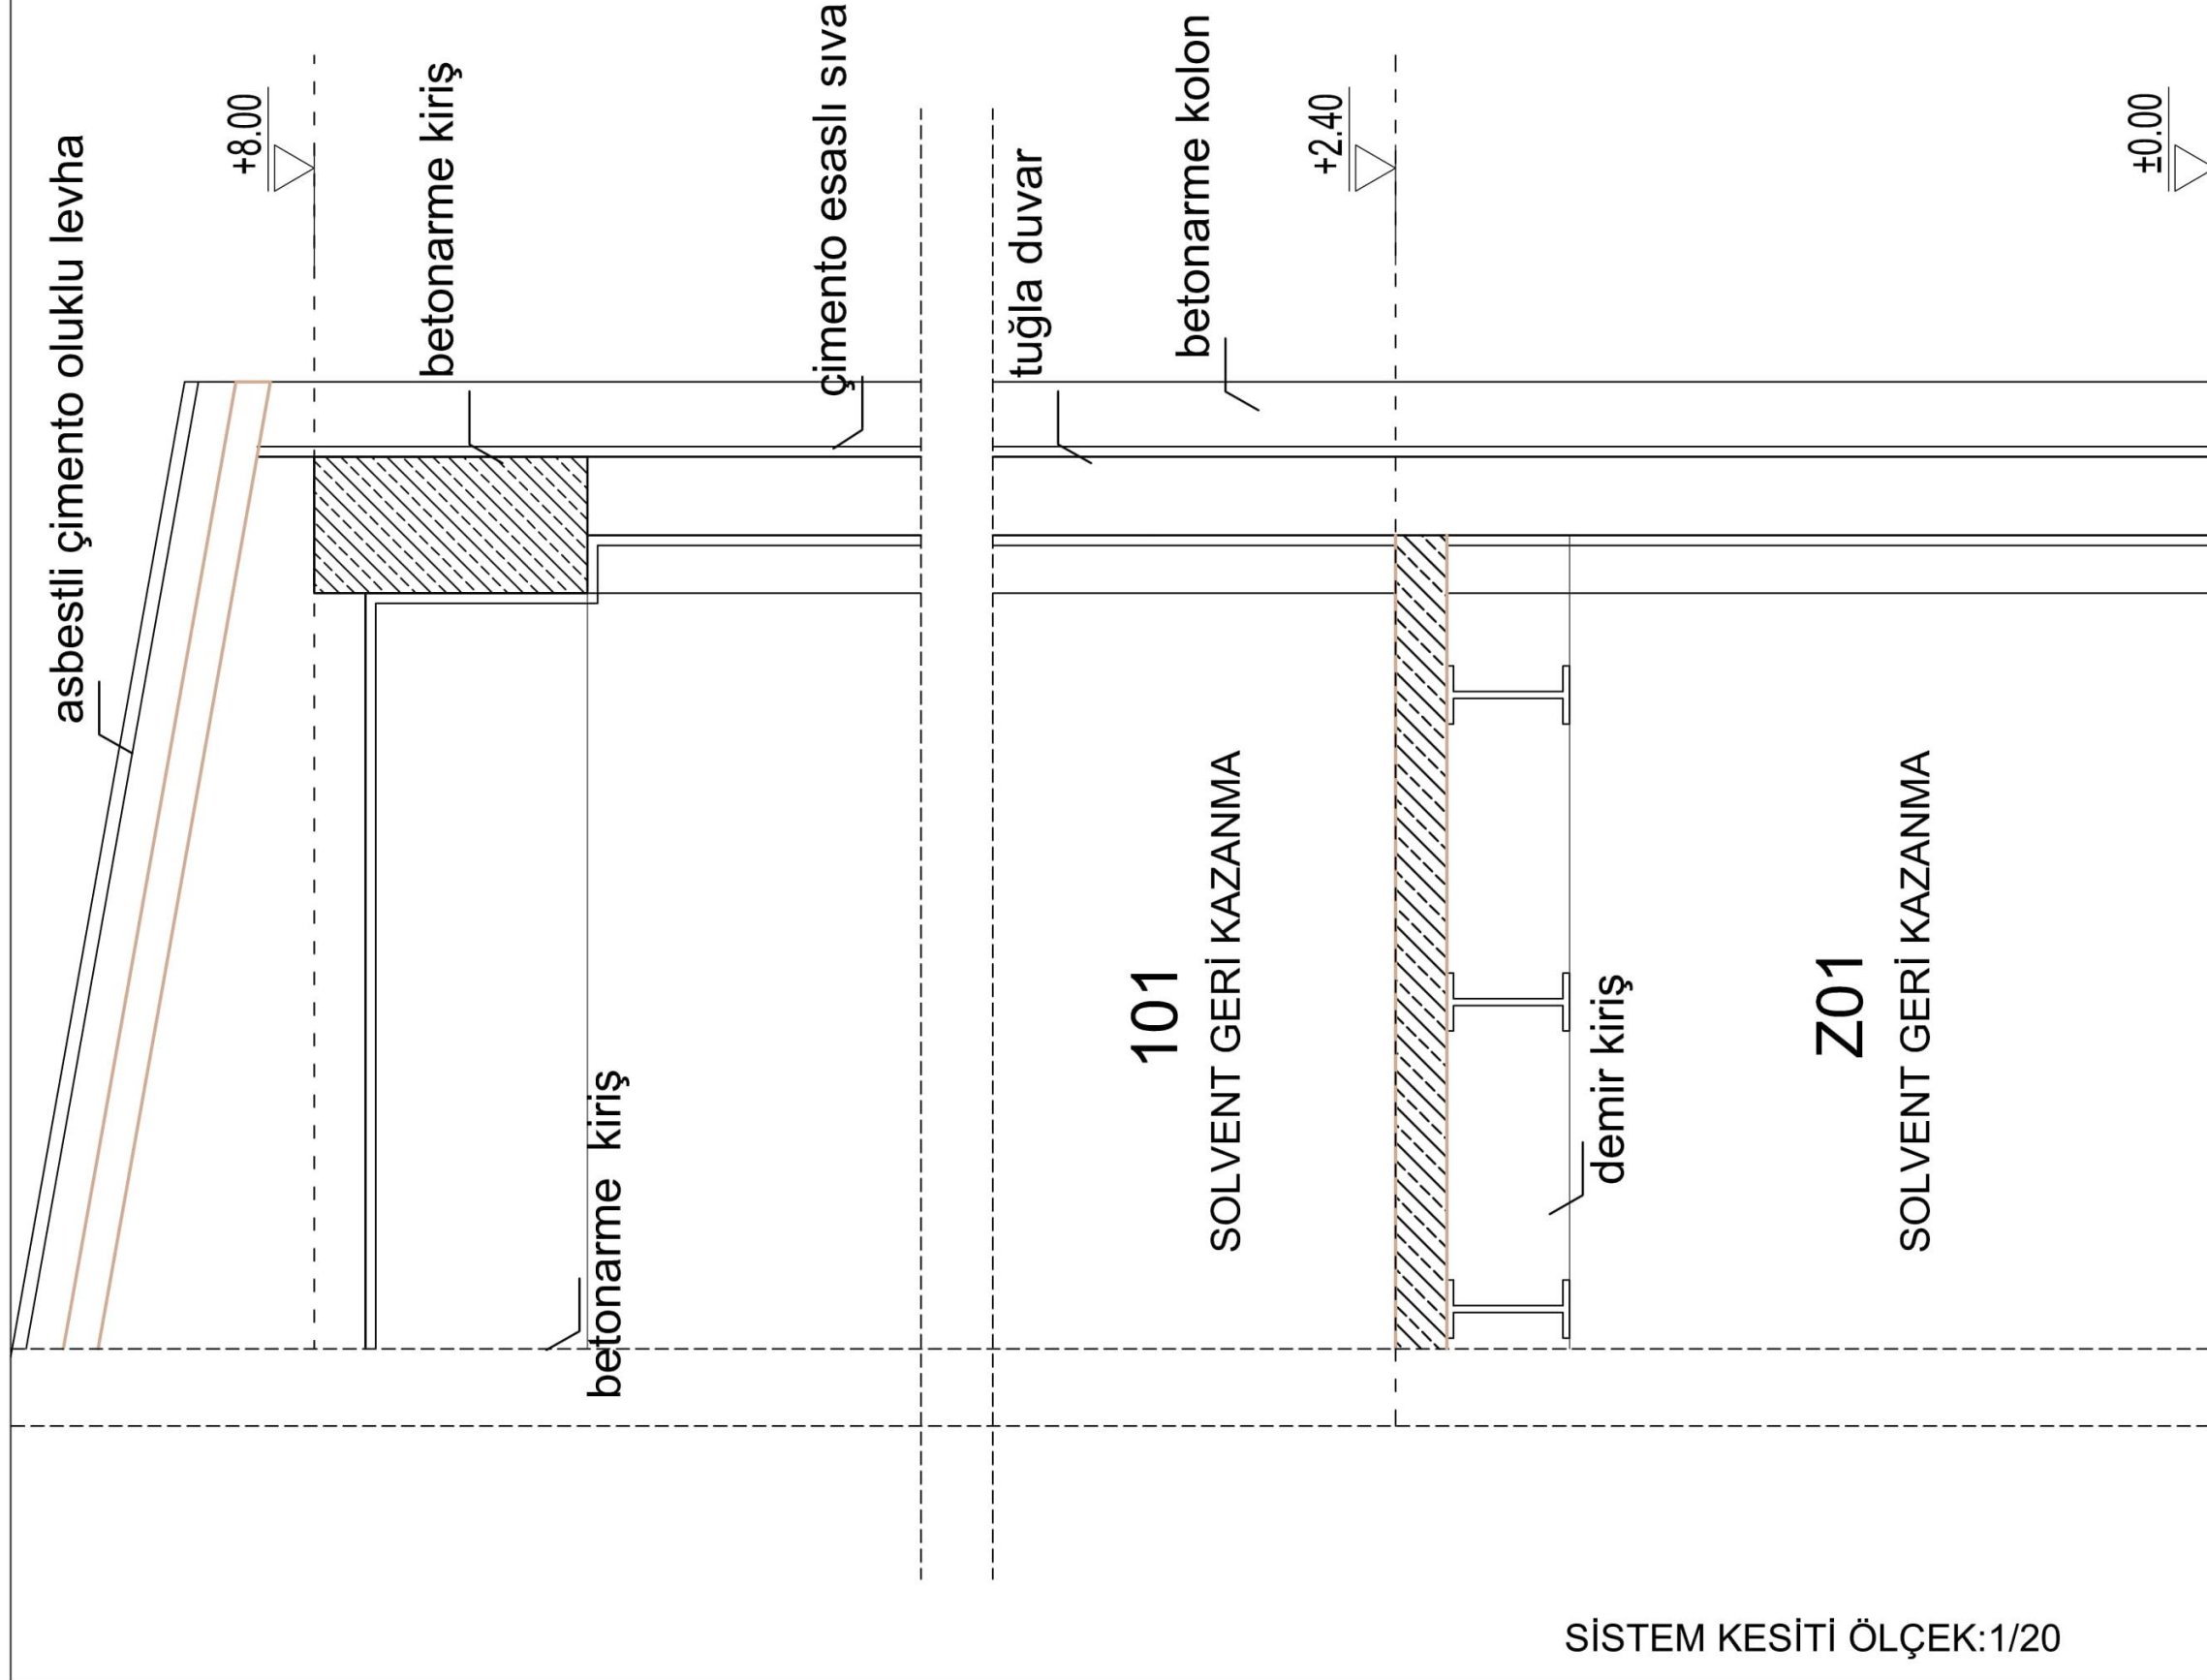 asbestli çimento oluklu levha
+8.00
betonarme kiriş
çimento esaslı sıva
tuğla duvar
betonarme kolon
+2.40
±0.00
betonarme kiriş
101
SOLVENT GERİ KAZANMA
demir kiriş
Z01
SOLVENT GERİ KAZANMA
SİSTEM KESİTİ ÖLÇEK:1/20